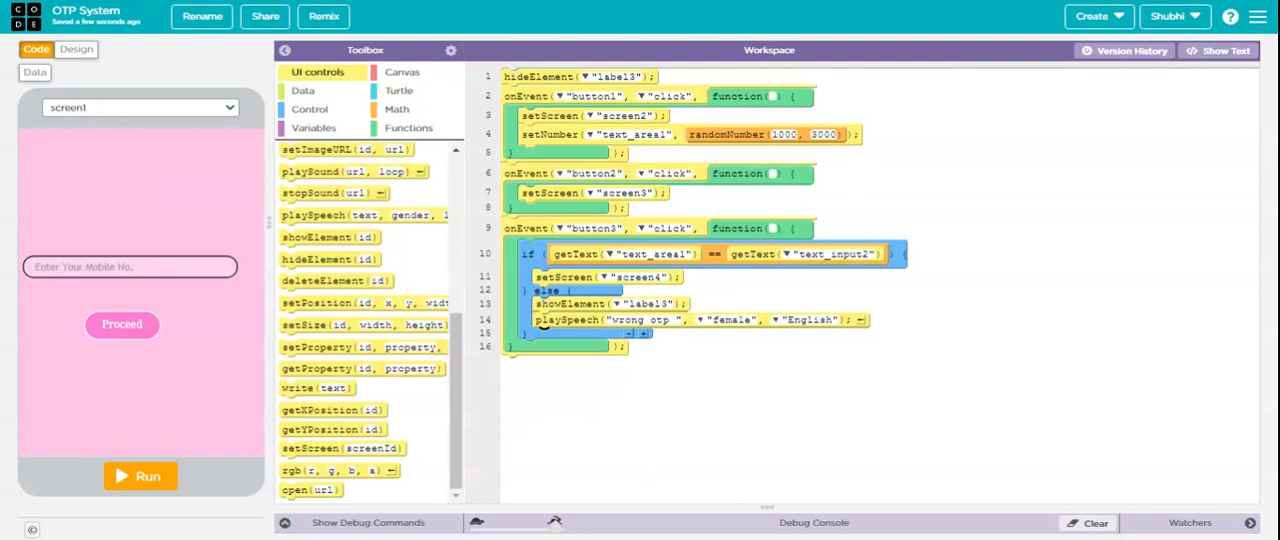 CO
DE
OTP System
Saved a few seconds ago
Rename
Share
Remix
Create
Shubhi
?
Code
Design
Data
Toolbox
Workspace
Version History
</> Show Text
screen1
Enter Your Mobile No.
Proceed
Run
©
UI controls
Canvas
Data
Turtle
Control
Math
Variables
Functions
setImageURL(id, url)
playSound(url, loop)
stopSound(url)
playSpeech(text, gender, l
showElement(id)
hideElement(id)
deleteElement(id)
setPosition(id, x, y, widt
setSize(id, width, height)
setProperty(id, property,
getProperty(id, property)
write(text)
getXPosition(id)
getYPosition(id)
setScreen(screenId)
rgb(r, g, b, a)
open(url)
1 hideElement(▼"label3");
2 onEvent(▼"button1", ▼"click", function( ) {
3 setScreen(▼"screen2");
4 setNumber(▼"text_area1", randomNumber(1000, 3000));
5 } );
6 onEvent(▼"button2", ▼"click", function( ) {
7 setScreen(▼"screen3");
8 } );
9 onEvent(▼"button3", ▼"click", function( ) {
10 if ( getText(▼"text_area1") == getText(▼"text_input2") ) {
11 setScreen(▼"screen4");
12 } else {
13 showElement(▼"label3");
14 playSpeech("wrong otp ", ▼"female", ▼"English");
15 } - +
16 } );
Show Debug Commands
Debug Console
Clear
Watchers